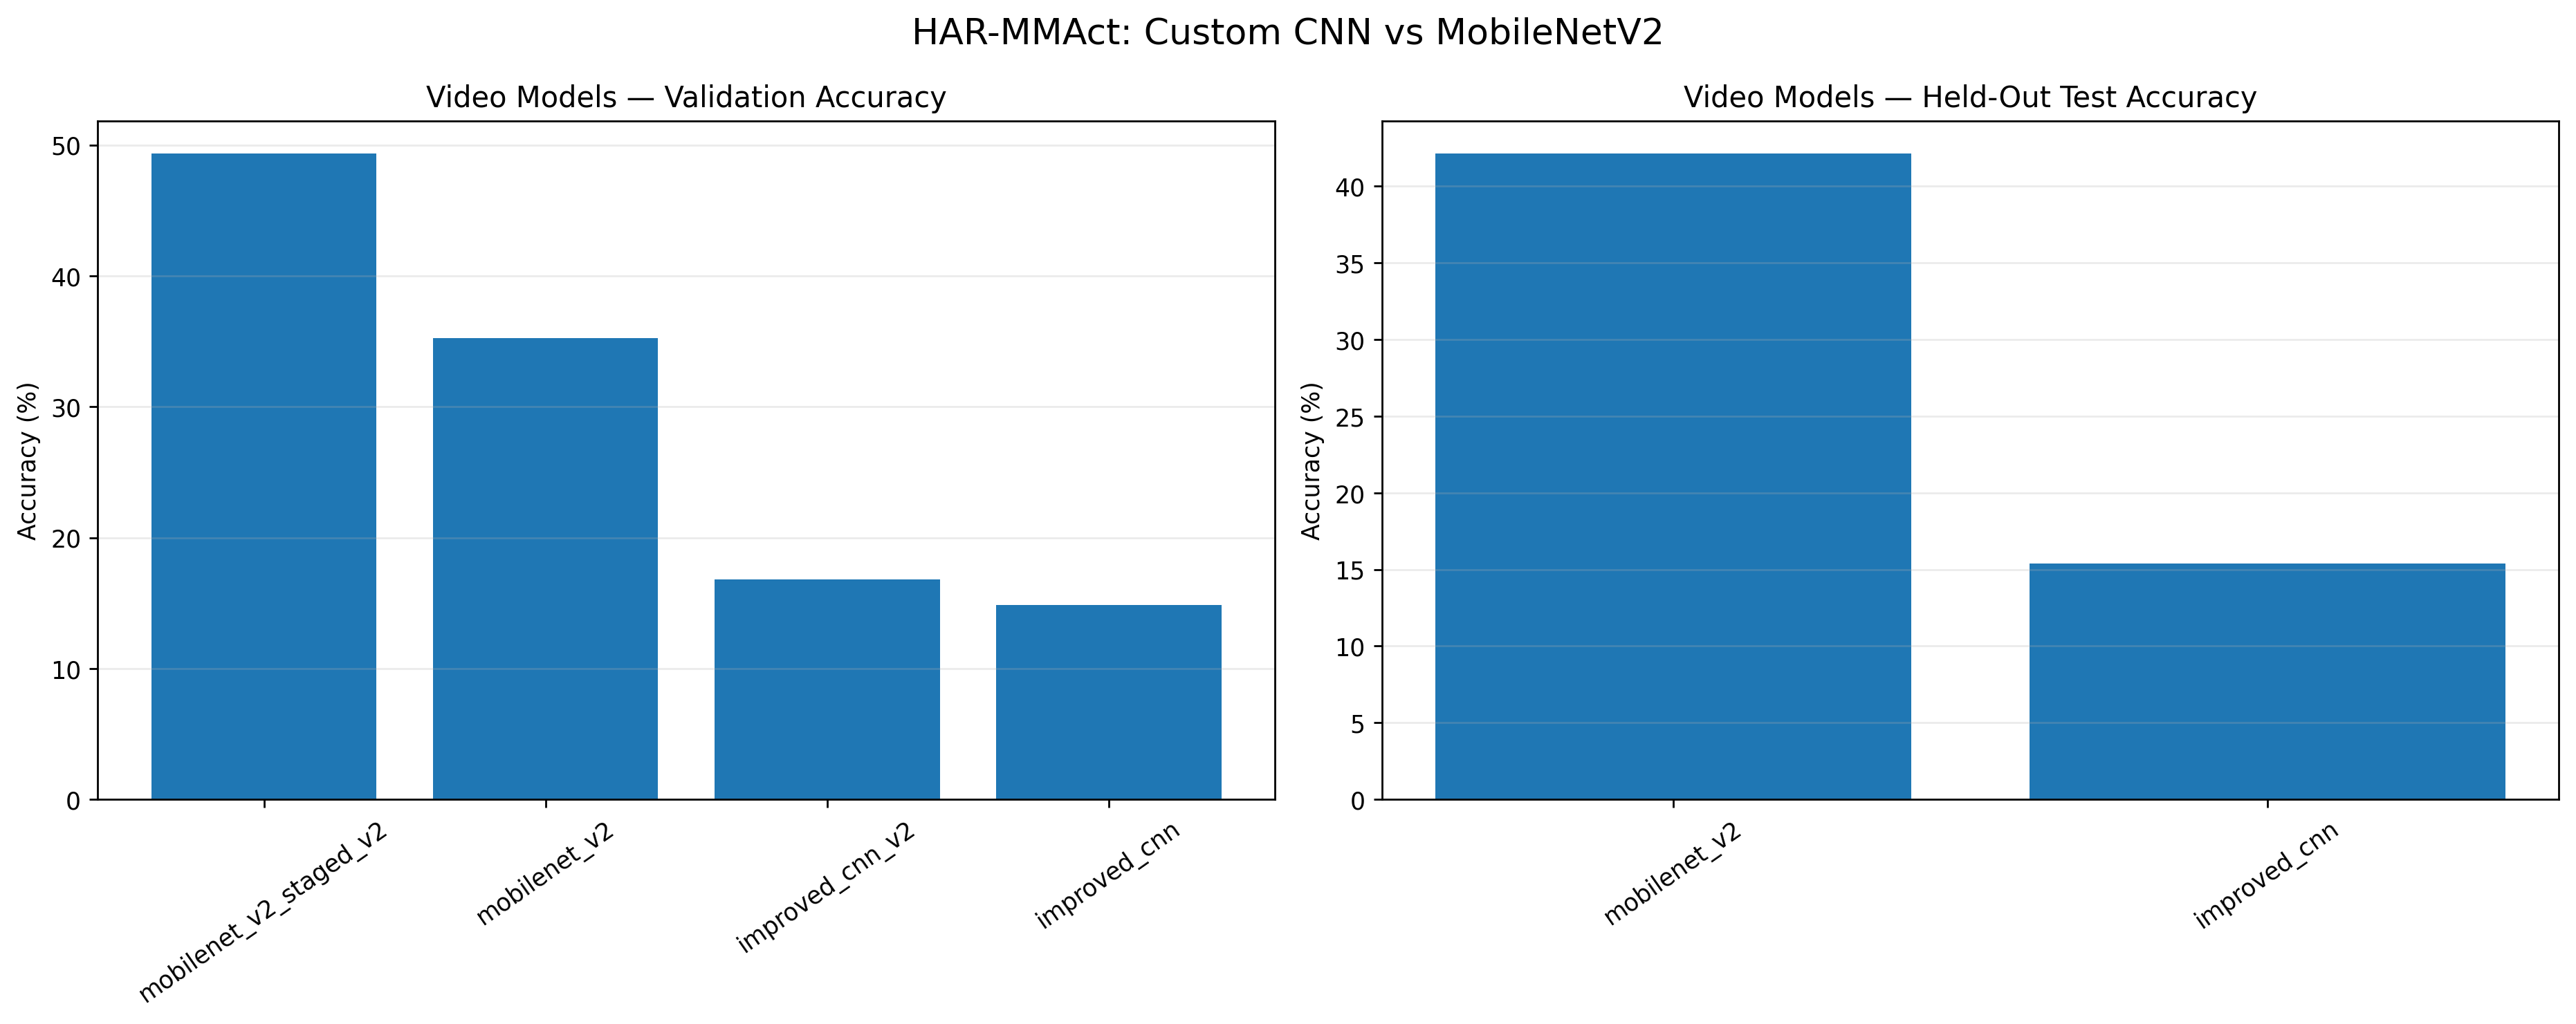 HAR-MMAct: Custom CNN vs MobileNetV2
Video Models — Validation Accuracy
Accuracy (%)
50
40
30
20
10
0
mobilenet_v2_staged_v2
mobilenet_v2
improved_cnn_v2
improved_cnn
Video Models — Held-Out Test Accuracy
Accuracy (%)
40
35
30
25
20
15
10
5
0
mobilenet_v2
improved_cnn